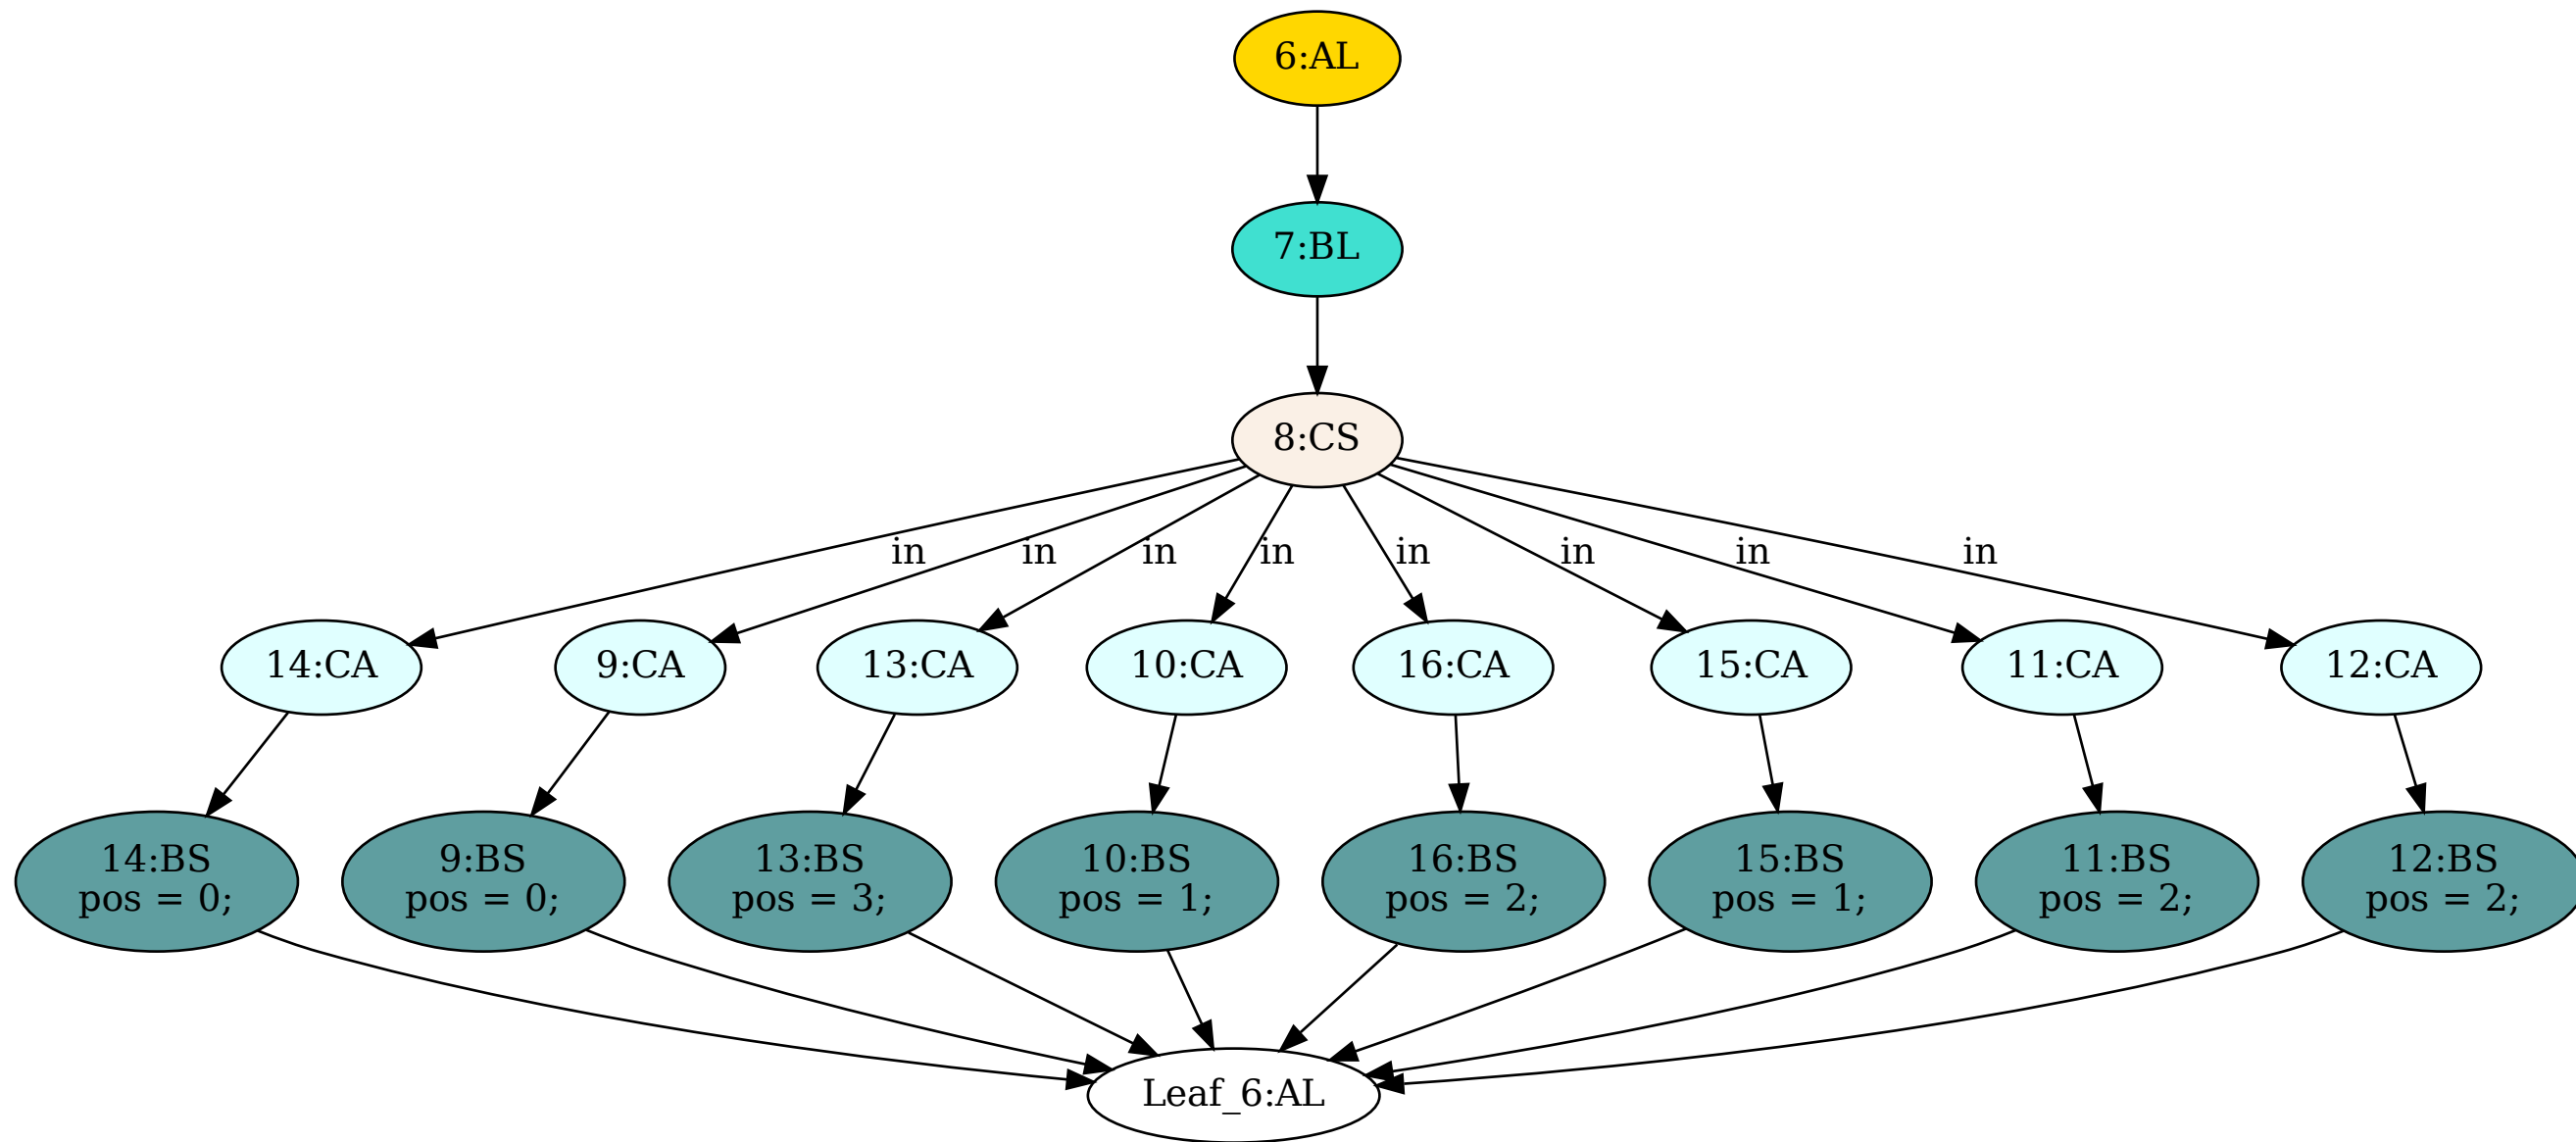 6:AL
7:BL
8:CS
in in in in in in in in
14:CA 9:CA 13:CA 10:CA 16:CA 15:CA 11:CA 12:CA
14:BS
pos = 0;
9:BS
pos = 0;
13:BS
pos = 3;
10:BS
pos = 1;
16:BS
pos = 2;
15:BS
pos = 1;
11:BS
pos = 2;
12:BS
pos = 2;
Leaf_6:AL